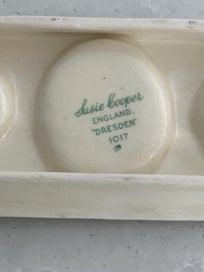 Susie Cooper
ENGLAND.
"DRESDEN"
1017